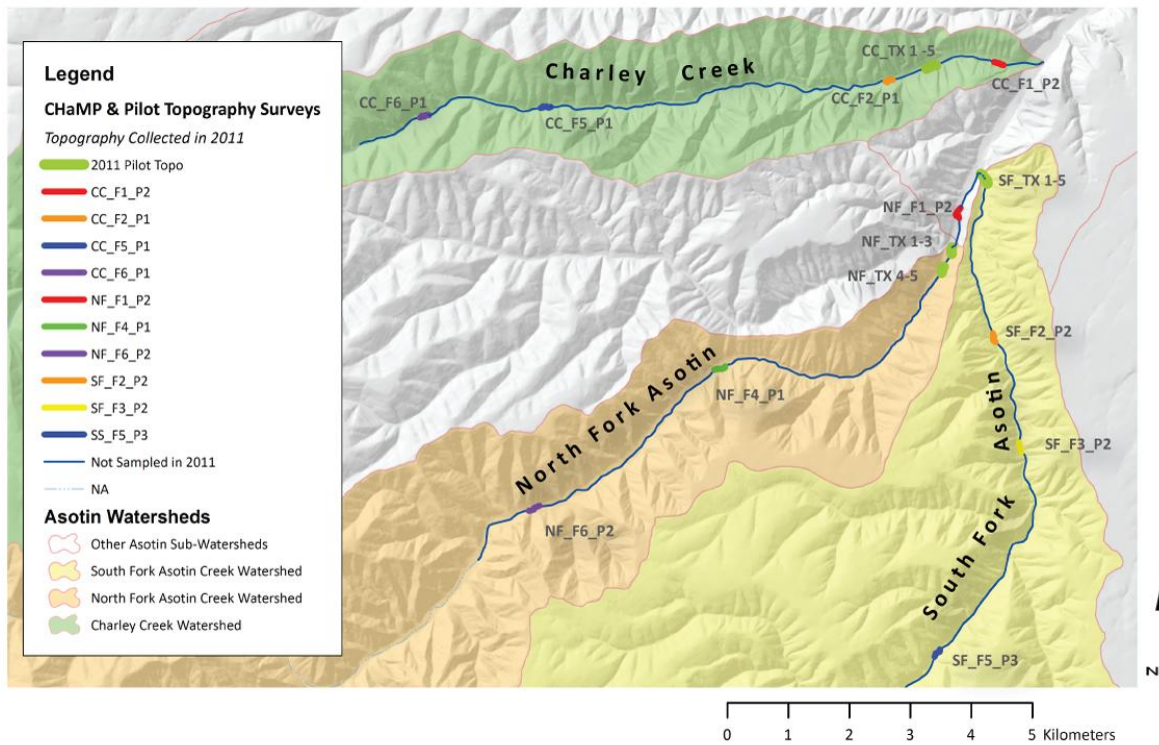 Legend
CHaMP & Pilot Topography Surveys
Topography Collected in 2011
2011 Pilot Topo
CC_F1_P2
CC_F2_P1
CC_F5_P1
CC_F6_P1
NF_F1_P2
NF_F4_P1
NF_F6_P2
SF_F2_P2
SF_F3_P2
SS_F5_P3
Not Sampled in 2011
NA
Asotin Watersheds
Other Asotin Sub-Watersheds
South Fork Asotin Creek Watershed
North Fork Asotin Creek Watershed
Charley Creek Watershed
Charley Creek
CC_TX 1-5
CC_F6_P1
CC_F5_P1
CC_F2_P1
CC_F1_P2
SF_TX 1-5
NF_F1_P2
NF_TX 1-3
NF_TX 4-5
SF_F2_P2
North Fork Asotin
NF_F4_P1
South Fork Asotin
SF_F3_P2
NF_F6_P2
SF_F5_P3
z
0 1 2 3 4 5 Kilometers